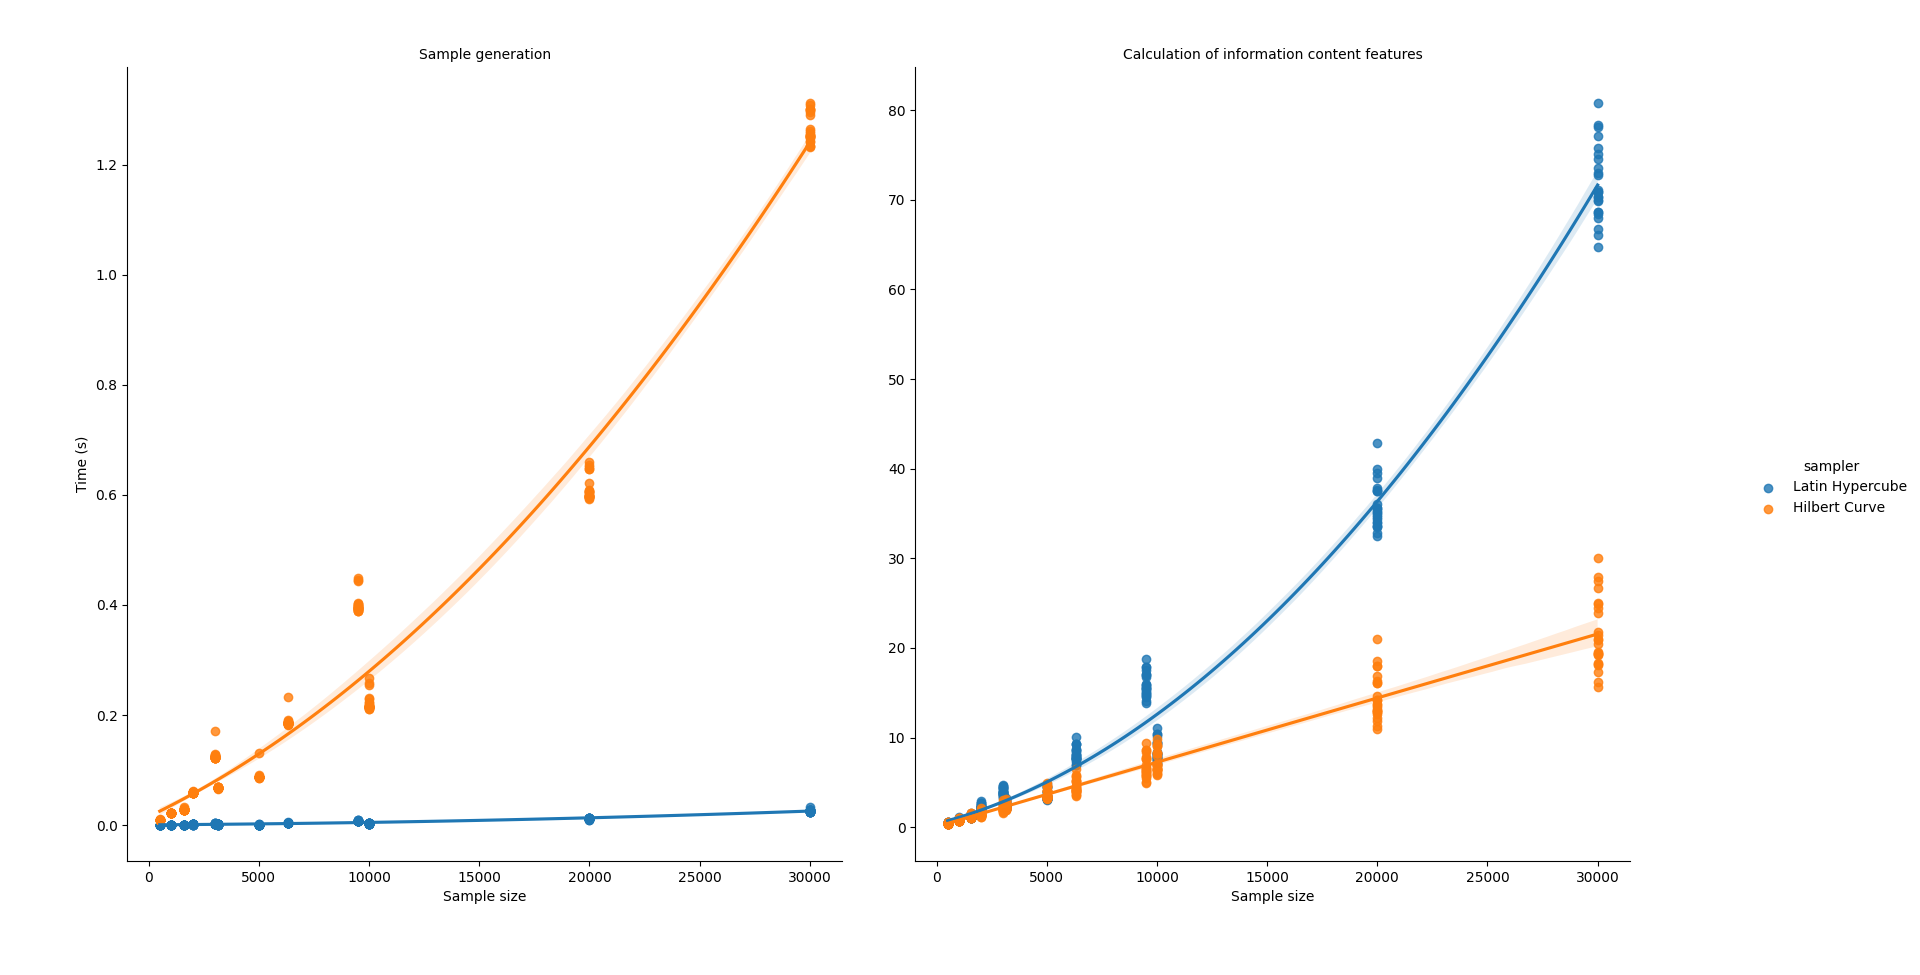 Sample generation
1.2
1.0
0.8
0.6
0.4
0.2
0.0
Time (s)
0 5000 10000 15000 20000 25000 30000
Sample size
Calculation of information content features
80
70
60
50
40
30
20
10
0
0 5000 10000 15000 20000 25000 30000
Sample size
sampler
Latin Hypercube
Hilbert Curve